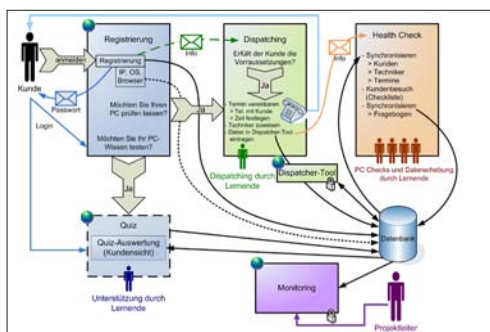 Registrierung
Registrierung
IP, OS, Browser
Möchten Sie Ihren
PC prüfen lassen?
Möchten Sie Ihr PC-
Wissen testen?
Kunde
anmelden
Passwort
Login
Info
Ja
Ja
Dispatching
Erfüllt der Kunde die
Vorraussetzungen?
Ja
- Termin vereinbaren
> Tel. mit Kunde
> Zeit festlegen
- Techniker zuweisen
- Daten in Dispatcher-Tool
eintragen
Dispatching durch
Lernende
Info
Health Check
- Synchronisieren
> Kunden
> Techniker
> Termine
- Kundenbesuch
(Checkliste)
- Synchronisieren
> Fragebogen
PC Checks und Datenerhebung
durch Lernende
Dispatcher-Tool
Datenbank
Quiz
Quiz-Auswertung
(Kundensicht)
Unterstützung durch
Lernende
Monitoring
Projektleiter